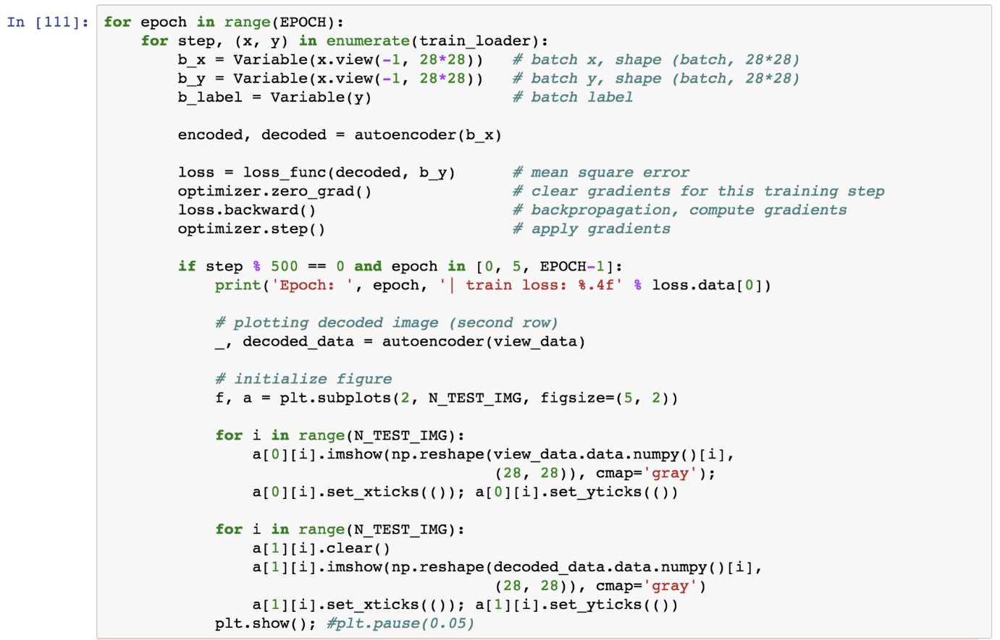 In [111]: for epoch in range(EPOCH):
    for step, (x, y) in enumerate(train_loader):
        b_x = Variable(x.view(-1, 28*28))   # batch x, shape (batch, 28*28)
        b_y = Variable(x.view(-1, 28*28))   # batch y, shape (batch, 28*28)
        b_label = Variable(y)               # batch label

        encoded, decoded = autoencoder(b_x)

        loss = loss_func(decoded, b_y)      # mean square error
        optimizer.zero_grad()               # clear gradients for this training step
        loss.backward()                     # backpropagation, compute gradients
        optimizer.step()                    # apply gradients

        if step % 500 == 0 and epoch in [0, 5, EPOCH-1]:
            print('Epoch: ', epoch, '| train loss: %.4f' % loss.data[0])

            # plotting decoded image (second row)
            _, decoded_data = autoencoder(view_data)

            # initialize figure
            f, a = plt.subplots(2, N_TEST_IMG, figsize=(5, 2))

            for i in range(N_TEST_IMG):
                a[0][i].imshow(np.reshape(view_data.data.numpy()[i],
                                          (28, 28)), cmap='gray');
                a[0][i].set_xticks(()); a[0][i].set_yticks(())

            for i in range(N_TEST_IMG):
                a[1][i].clear()
                a[1][i].imshow(np.reshape(decoded_data.data.numpy()[i],
                                          (28, 28)), cmap='gray')
                a[1][i].set_xticks(()); a[1][i].set_yticks(())
            plt.show(); #plt.pause(0.05)